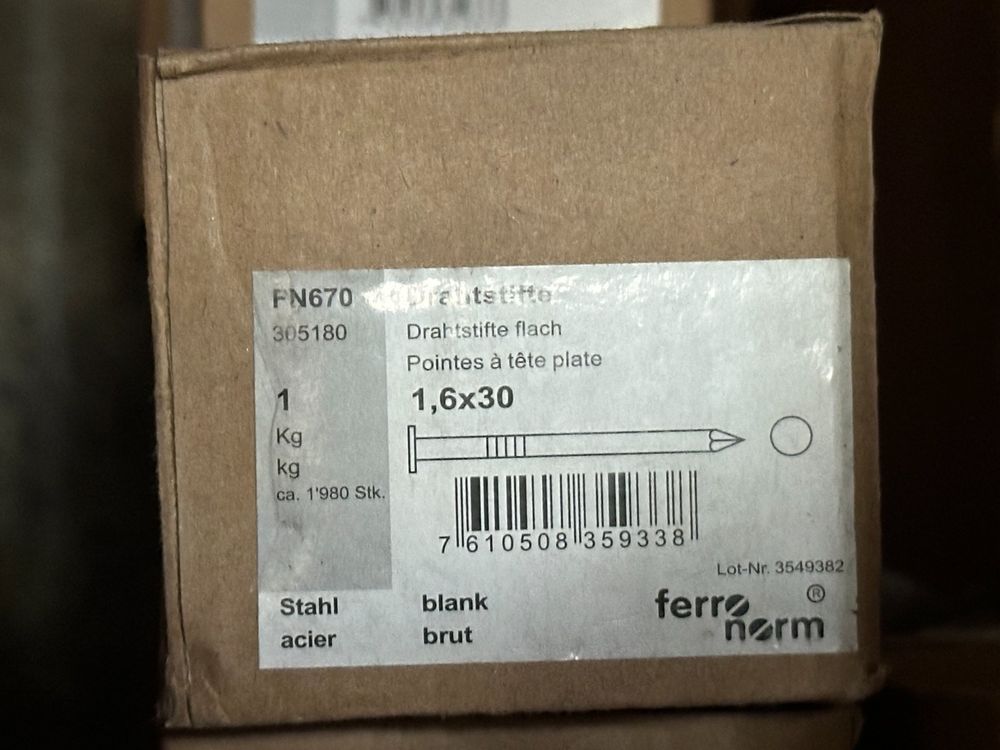 FN670 Drahtstifte
305180 Drahtstifte flach
Pointes à tête plate
1 1,6x30
Kg
kg
ca. 1'980 Stk.
7 610508 359338
Lot-Nr. 3549382
Stahl blank
acier brut
ferro norm ®